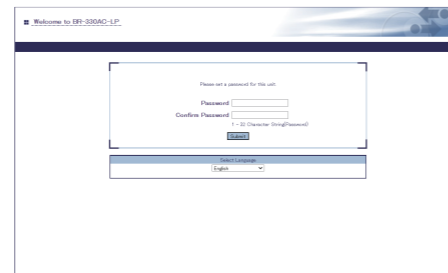 Welcome to BR-330AC-LP
Please set a password for this unit
Password
Confirm Password
1 - 32 Character String(Password)
Submit
Select Language
English